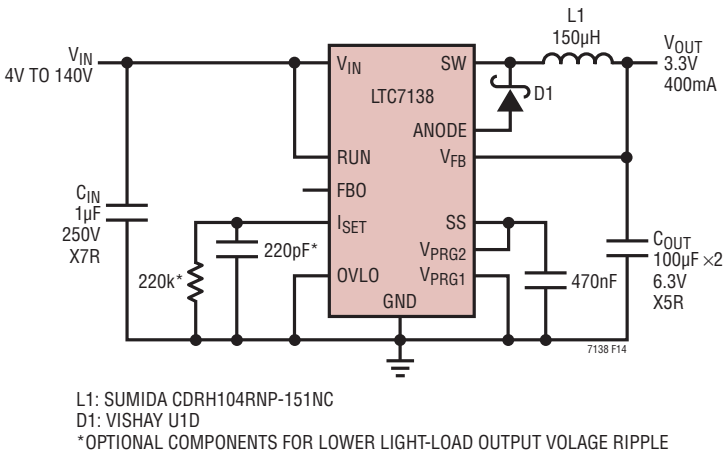 L1
150µH
VIN
4V TO 140V
VIN
SW
VOUT
3.3V
400mA
LTC7138
D1
ANODE
RUN
VFB
FBO
CIN
1µF
250V
X7R
ISET
SS
220pF*
220k*
VPRG2
COUT
100µF ×2
6.3V
X5R
OVLO
VPRG1
470nF
GND
7138 F14
L1: SUMIDA CDRH104RNP-151NC
D1: VISHAY U1D
*OPTIONAL COMPONENTS FOR LOWER LIGHT-LOAD OUTPUT VOLAGE RIPPLE